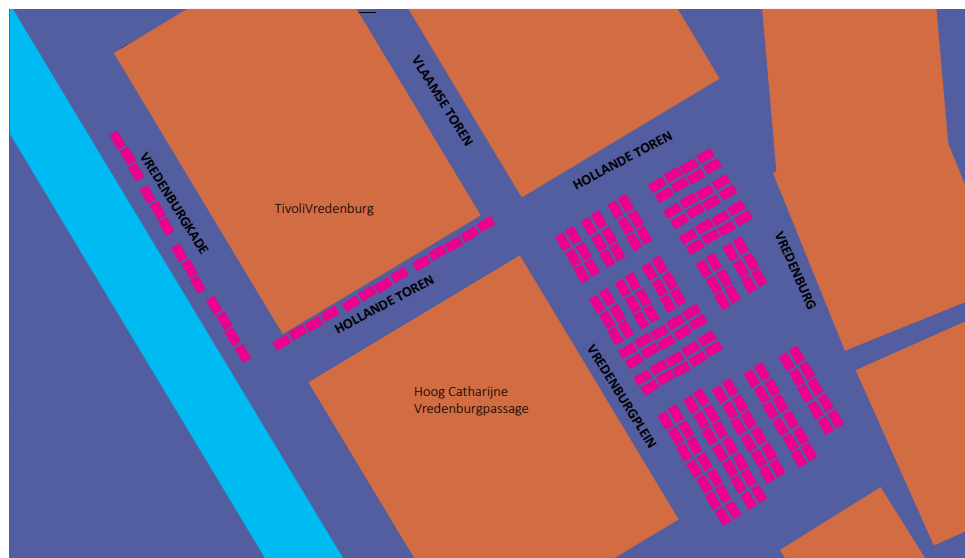 VLAAMSE TOREN
HOLLANDE TOREN
VREDENBURGKADE
TivoliVredenburg
VREDENBURG
HOLLANDE TOREN
VREDENBURGPLEIN
Hoog Catharijne
Vredenburgpassage